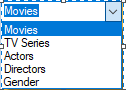 Movies
Movies
TV Series
Actors
Directors
Gender